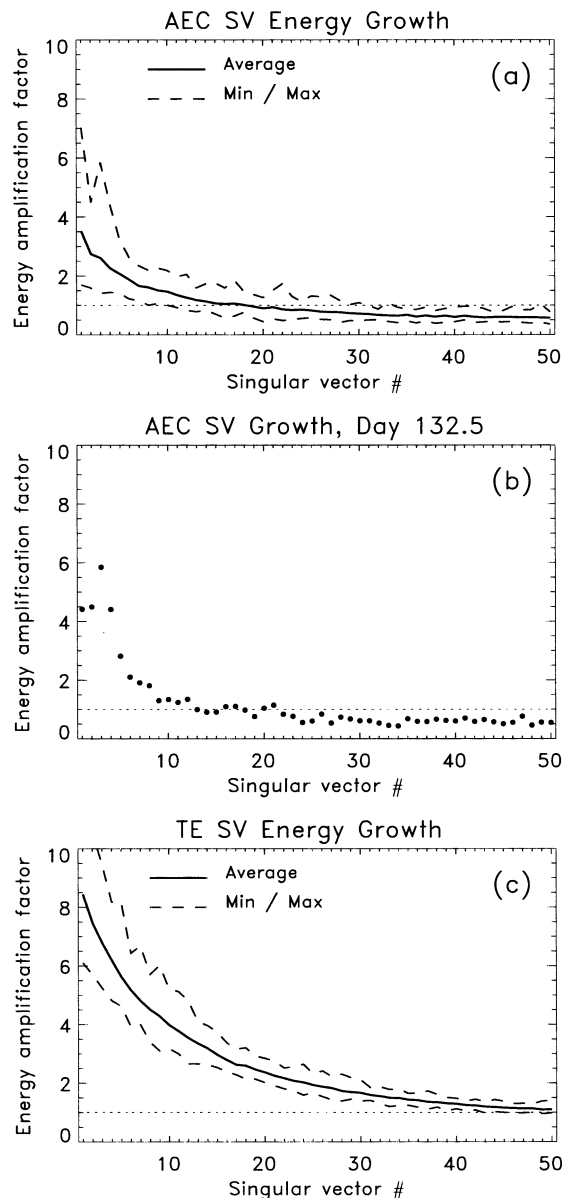 AEC SV Energy Growth
10
8
6
4
2
0
Energy amplification factor
Average
Min / Max
(a)
10 20 30 40 50
Singular vector #
AEC SV Growth, Day 132.5
10
8
6
4
2
0
Energy amplification factor
(b)
10 20 30 40 50
Singular vector #
TE SV Energy Growth
10
8
6
4
2
0
Energy amplification factor
Average
Min / Max
(c)
10 20 30 40 50
Singular vector #